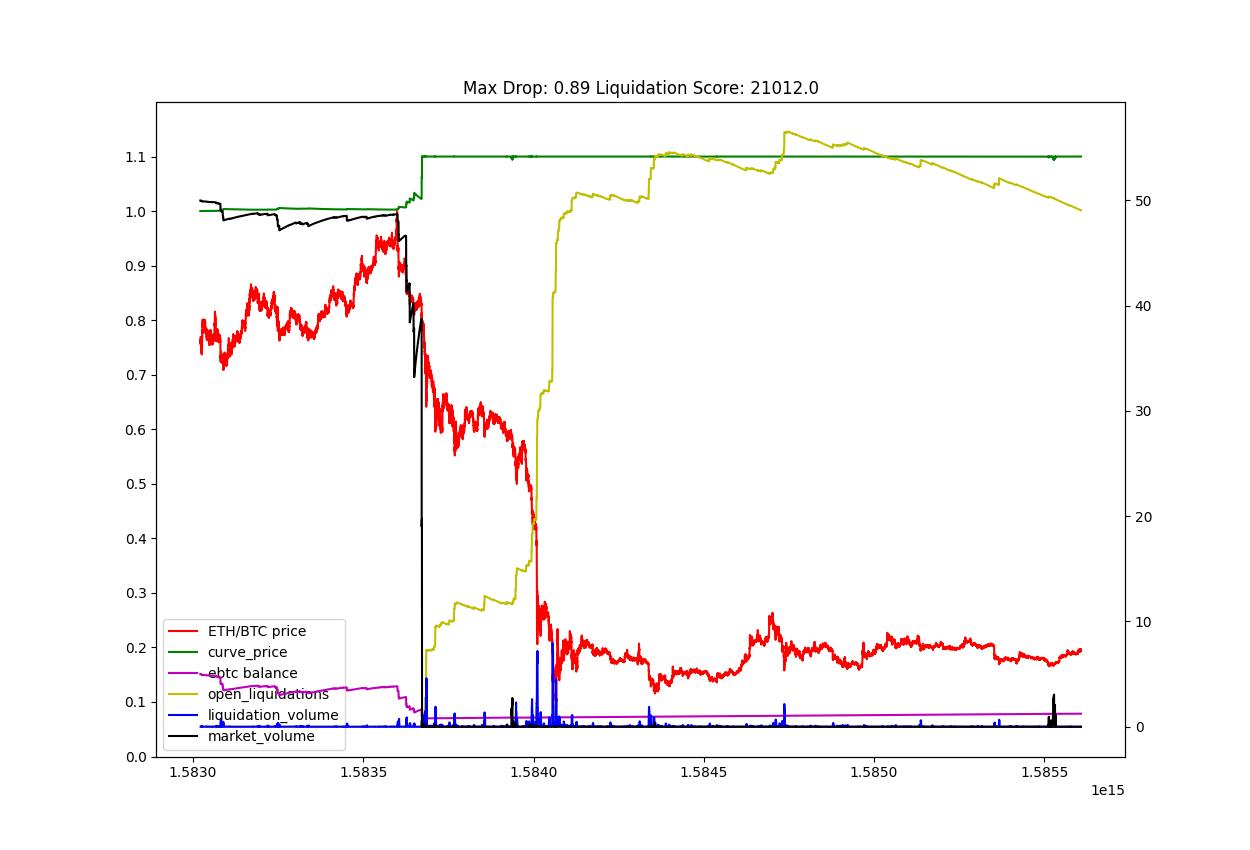 Max Drop: 0.89 Liquidation Score: 21012.0
1.1
1.0
0.9
0.8
0.7
0.6
0.5
0.4
0.3
0.2
0.1
0.0
50
40
30
20
10
0
ETH/BTC price
curve_price
ebtc balance
open_liquidations
liquidation_volume
market_volume
1.5830 1.5835 1.5840 1.5845 1.5850 1.5855
1e15